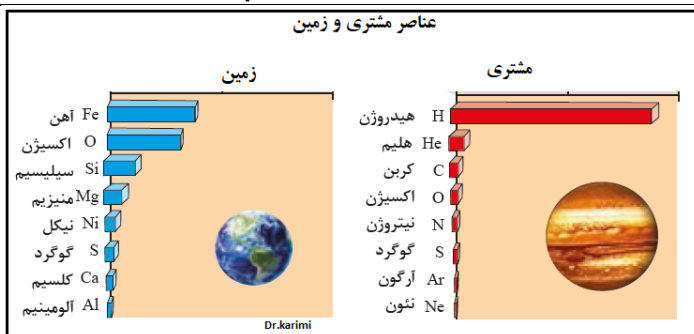 عناصر مشتری و زمین
مشتری
هیدروژن H
هلیم He
کربن C
اکسیژن O
نیتروژن N
گوگرد S
آرگون Ar
نئون Ne
زمین
آهن Fe
اکسیژن O
سیلیسیم Si
منیزیم Mg
نیکل Ni
گوگرد S
کلسیم Ca
آلومینیم Al
Dr.karimi